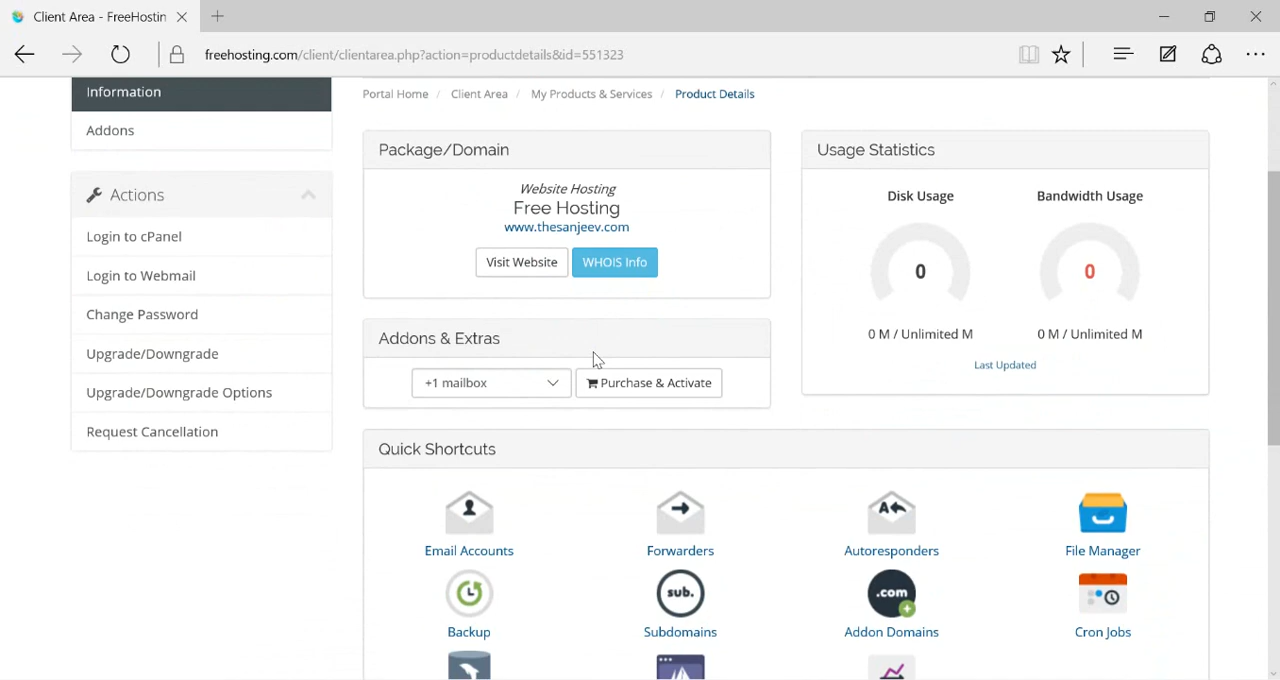 Client Area - FreeHostin
freehosting.com/client/clientarea.php?action=productdetails&id=551323
Information
Addons
Actions
Login to cPanel
Login to Webmail
Change Password
Upgrade/Downgrade
Upgrade/Downgrade Options
Request Cancellation
Portal Home / Client Area / My Products & Services / Product Details
Package/Domain
Website Hosting
Free Hosting
www.thesanjeev.com
Visit Website
WHOIS Info
Usage Statistics
Disk Usage
Bandwidth Usage
0
0
0 M / Unlimited M
0 M / Unlimited M
Last Updated
Addons & Extras
+1 mailbox
Purchase & Activate
Quick Shortcuts
A
Email Accounts
Forwarders
Autoresponders
File Manager
sub.
.com
Backup
Subdomains
Addon Domains
Cron Jobs